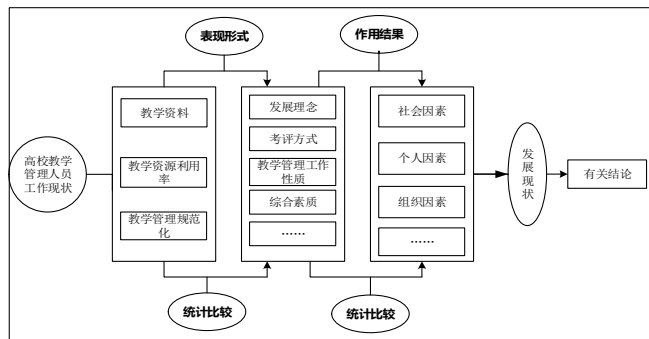 表现形式
作用结果
高校教学
管理人员
工作现状
教学资料
教学资源利用
率
教学管理规范
化
发展理念
考评方式
教学管理工作
性质
综合素质
……
社会因素
个人因素
组织因素
……
发
展
现
状
有关结论
统计比较
统计比较